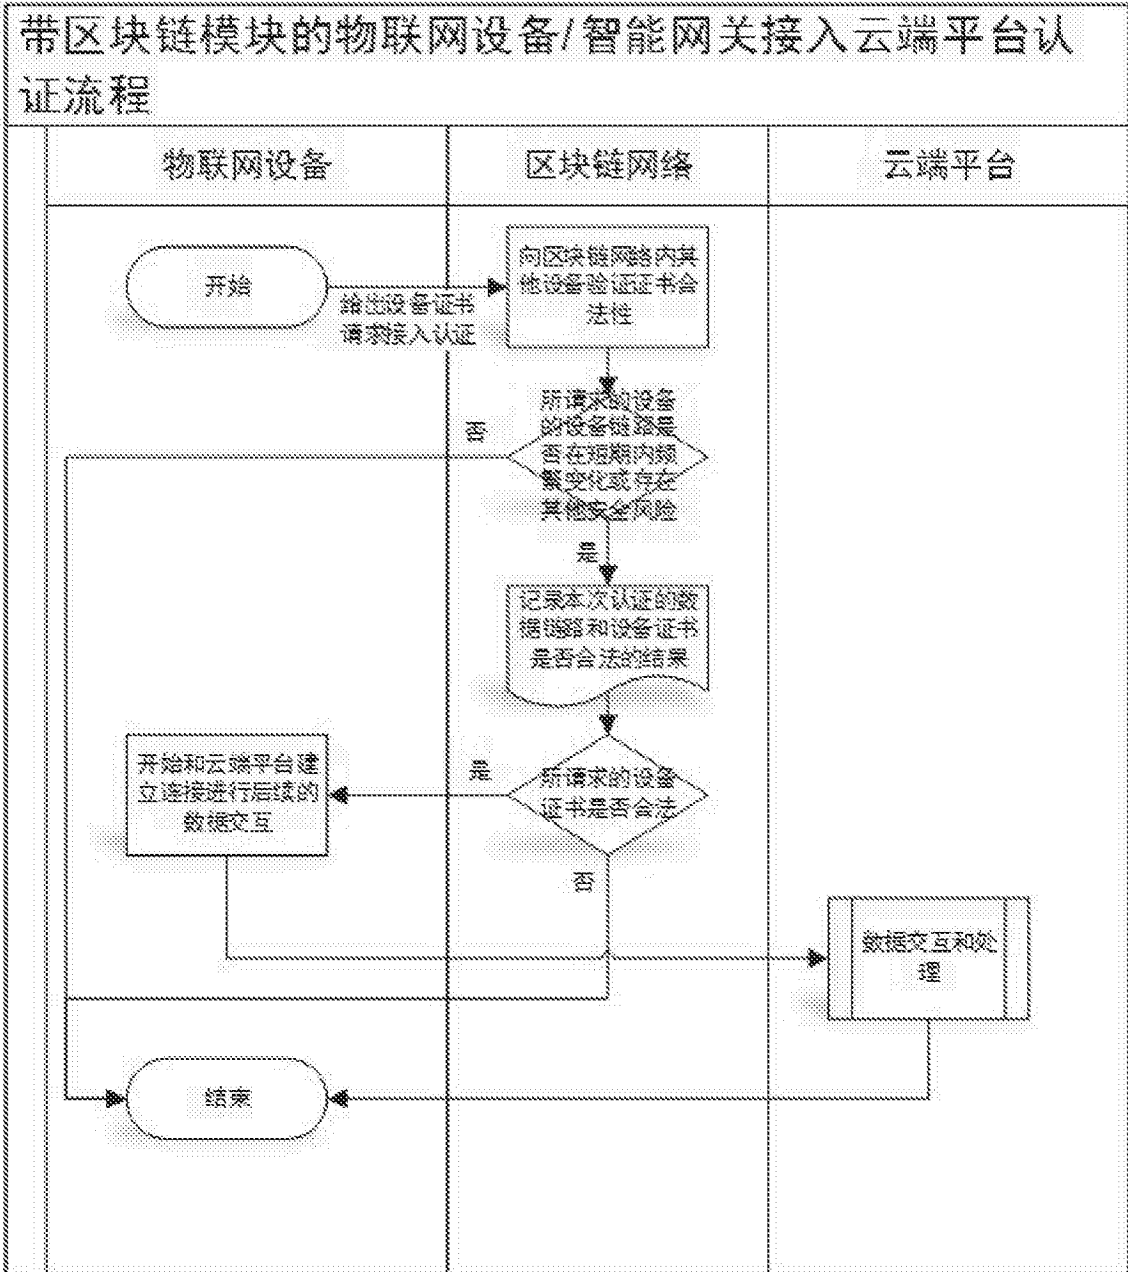 带区块链模块的物联网设备/智能网关接入云端平台认
证流程
物联网设备
区块链网络
云端平台
开始
给出设备证书
请求接入认证
向区块链网络内其
他设备验证证书合
法性
所请求的设备
的设备链路是
否在短期内频
繁变化或存在
其他安全风险
否
是
记录本次认证的数
据链路和设备证书
是否合法的结果
开始和云端平台建
立连接进行后续的
数据交互
是
所请求的设备
证书是否合法
否
数据交互和处
理
结束